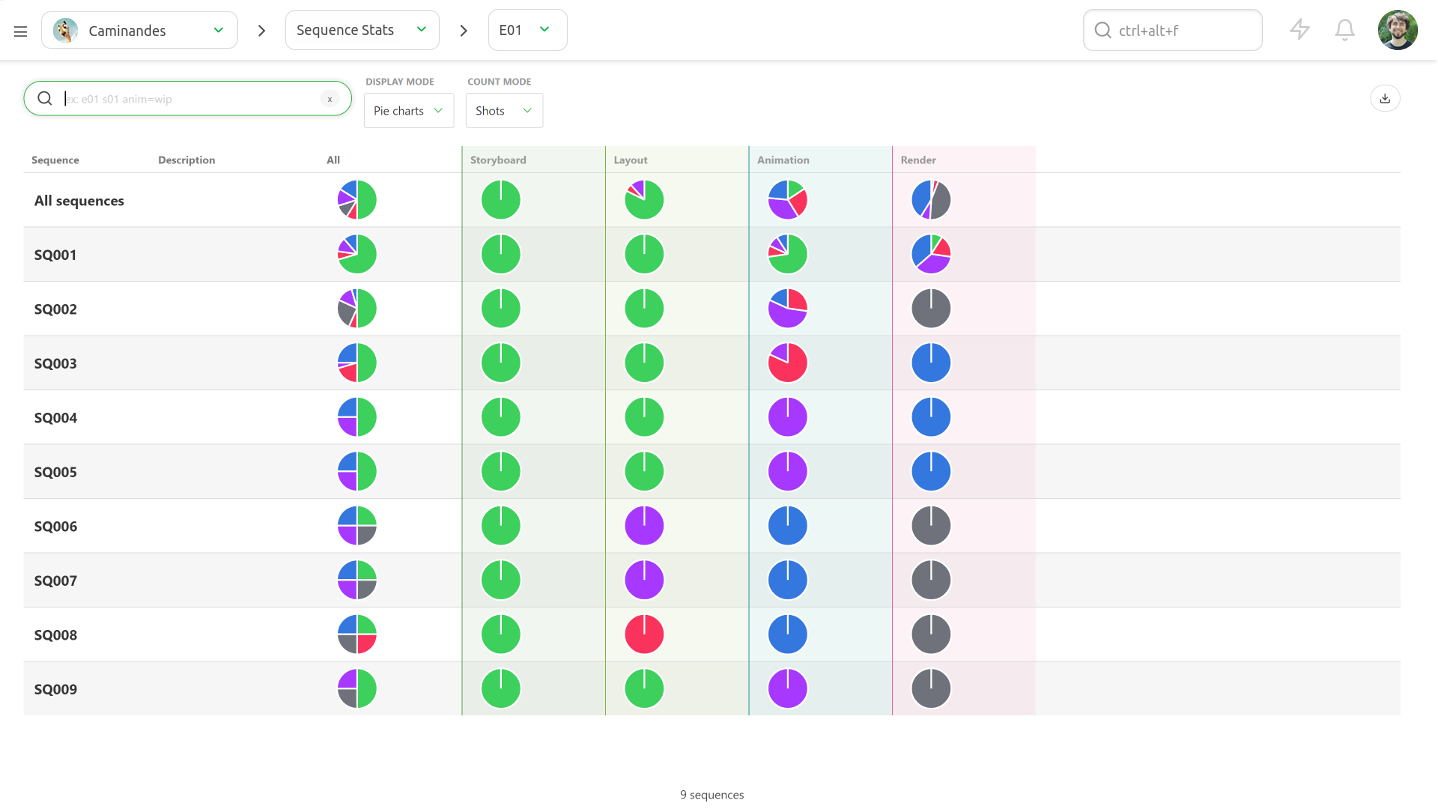 Caminandes
Sequence Stats
E01
ctrl+alt+f
ex: e01 s01 anim=wip
x
DISPLAY MODE
COUNT MODE
Pie charts
Shots
Sequence Description All Storyboard Layout Animation Render
All sequences
SQ001
SQ002
SQ003
SQ004
SQ005
SQ006
SQ007
SQ008
SQ009
9 sequences